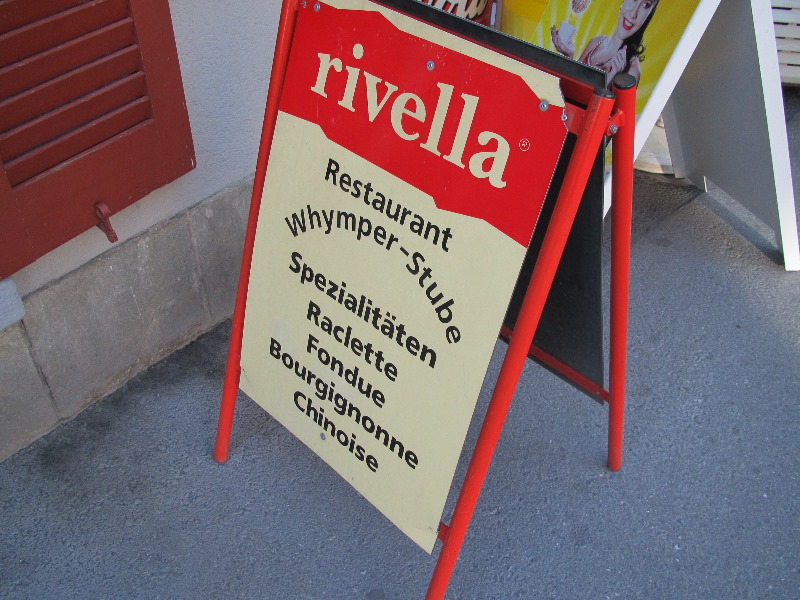 rivella®
Restaurant
Whymper-Stube
Spezialitäten
Raclette
Fondue
Bourgignonne
Chinoise